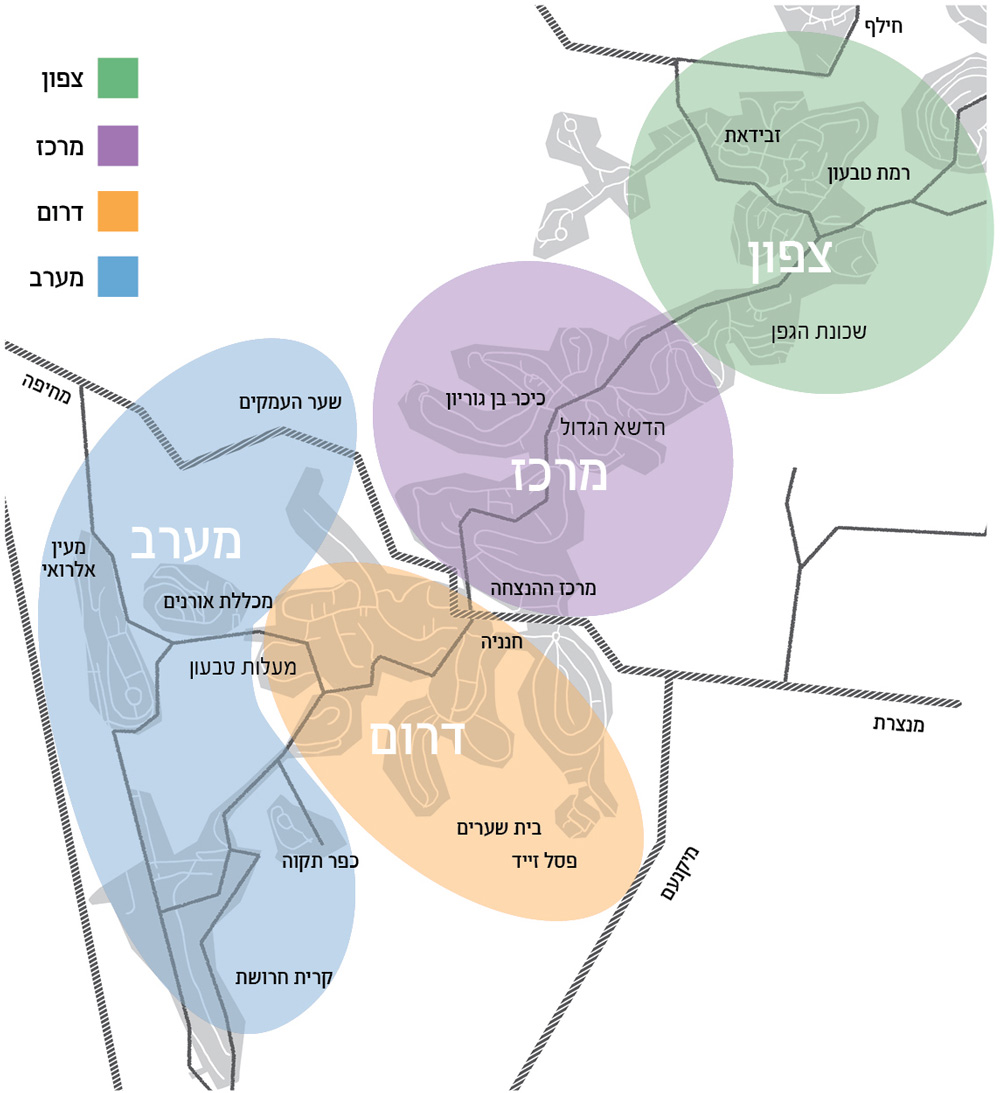 צפון
מרכז
דרום
מערב
חילף
זבידאת
רמת טבעון
צפון
שכונת הגפן
מחיפה
שער העמקים
כיכר בן גוריון
הדשא הגדול
מרכז
מערב
מעין
אלרואי
מכללת אורנים
מרכז ההנצחה
חנניה
מעלות טבעון
דרום
מנצרת
בית שערים
פסל זייד
כפר תקוה
מיקנעם
קרית חרושת